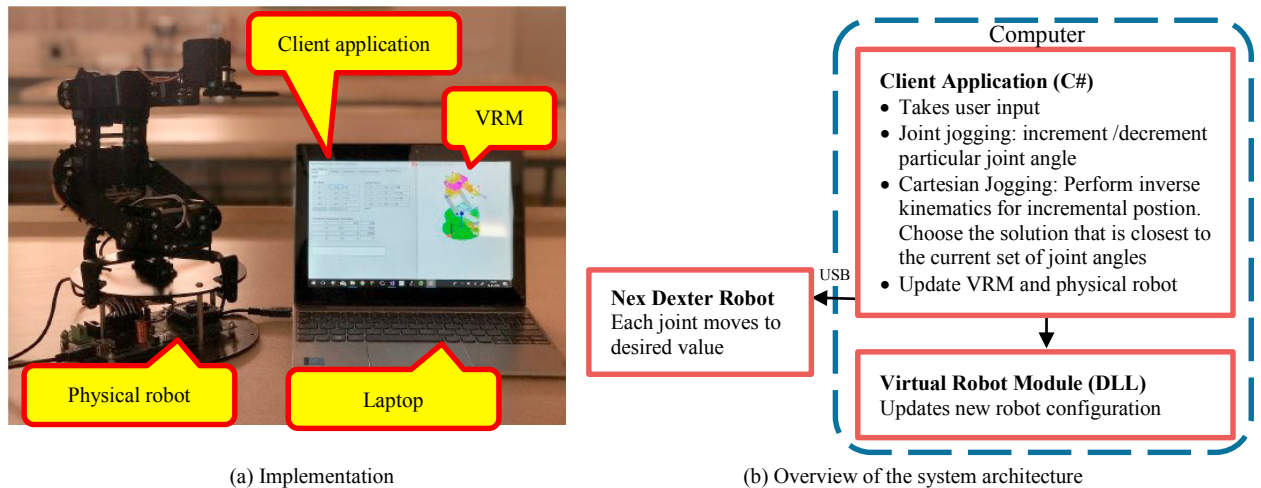 Client application
VRM
Physical robot
Laptop
(a) Implementation
Computer
Client Application (C#)
• Takes user input
• Joint jogging: increment /decrement
particular joint angle
• Cartesian Jogging: Perform inverse
kinematics for incremental postion.
Choose the solution that is closest to
the current set of joint angles
• Update VRM and physical robot
USB
Nex Dexter Robot
Each joint moves to
desired value
Virtual Robot Module (DLL)
Updates new robot configuration
(b) Overview of the system architecture